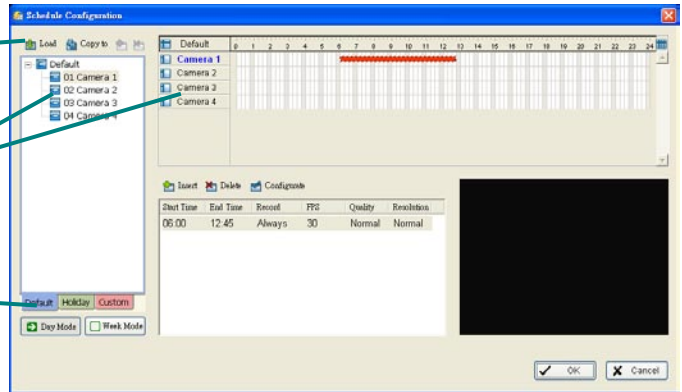 Schedule Configuration
Load Copy to
Default
01 Camera 1
02 Camera 2
03 Camera 3
04 Camera 4
Default Holiday Custom
Day Mode Week Mode
Default 0 1 2 3 4 5 6 7 8 9 10 11 12 13 14 15 16 17 18 19 20 21 22 23 24
Camera 1
Camera 2
Camera 3
Camera 4
Insert Delete Configurate
Start Time End Time Record FPS Quality Resolution
06:00 12:45 Always 30 Normal Normal
OK Cancel